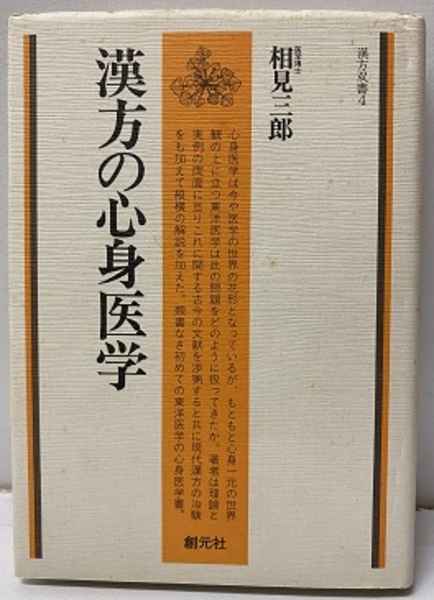 漢方双書4
医学博士
相見三郎
心身医学は今や医学の世界の花形となっているが、もともと心身一元の世界
観の上に立つ東洋医学は此の問題をどのように扱ってきたか。著者は理論と
実例の両面に亘りこれに関する古今の文献を渉猟すると共に現代漢方の治験
をも加えて縦横の解説を加えた。類書なき初めての東洋医学の心身医学書。
漢方の心身医学
創元社